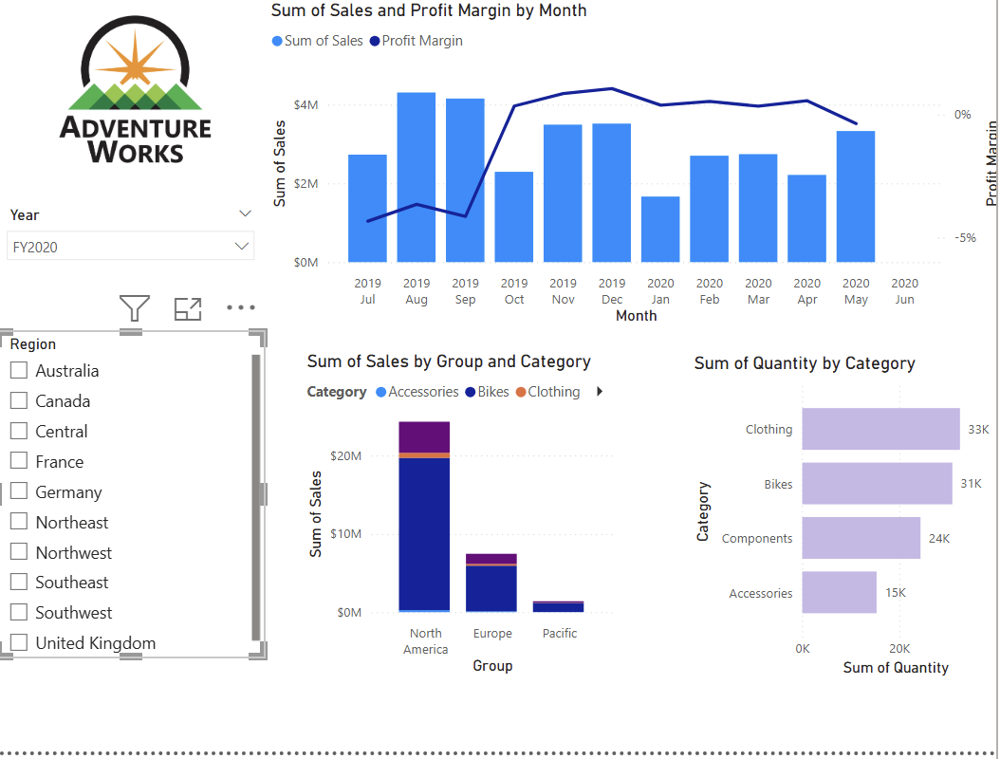 ADVENTURE
WORKS
Year
FY2020
Region
Australia
Canada
Central
France
Germany
Northeast
Northwest
Southeast
Southwest
United Kingdom
Sum of Sales and Profit Margin by Month
Sum of Sales Profit Margin
Sum of Sales
$4M
$2M
$0M
0%
-5%
Profit Margin
2019 2019 2019 2019 2019 2019 2020 2020 2020 2020 2020 2020
Jul Aug Sep Oct Nov Dec Jan Feb Mar Apr May Jun
Month
Sum of Sales by Group and Category
Category Accessories Bikes Clothing
Sum of Sales
$20M
$10M
$0M
North Europe Pacific
America
Group
Sum of Quantity by Category
Category
Clothing 33K
Bikes 31K
Components 24K
Accessories 15K
0K 20K
Sum of Quantity